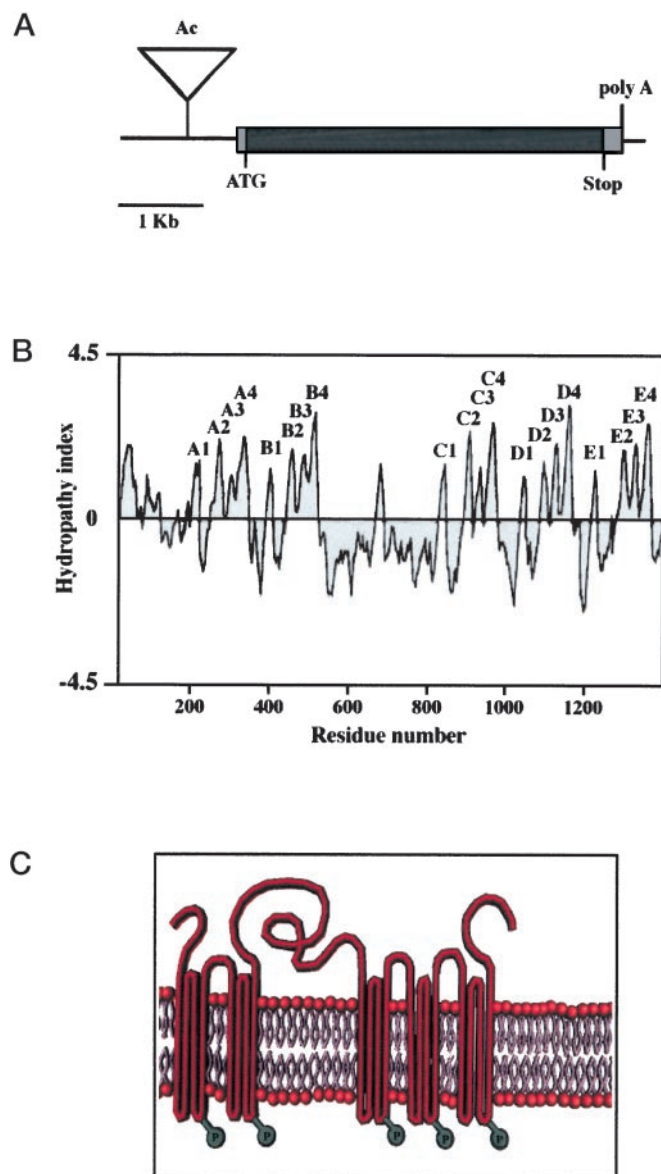 A
Ac
poly A
ATG
Stop
1 Kb
B
4.5
0
-4.5
Hydropathy index
A1
A2
A3
A4
B1
B2
B3
B4
C1
C2
C3
C4
D1
D2
D3
D4
E1
E2
E3
E4
200 400 600 800 1000 1200
Residue number
C
P P P P P